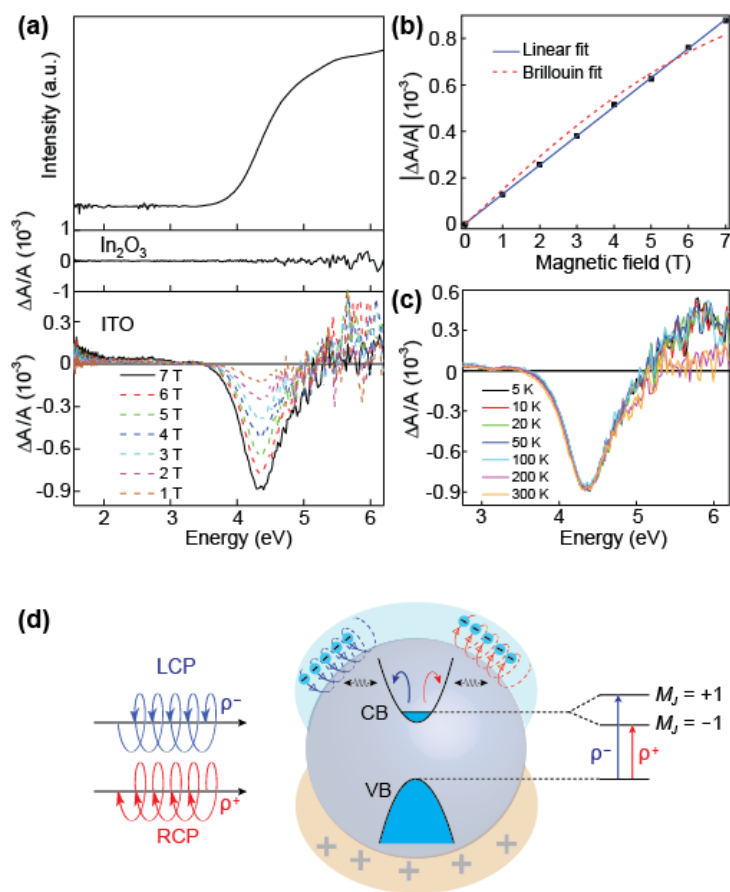 (a)
Intensity (a.u.)
In₂O₃
1
0
-1
ΔA/A (10⁻³)
ITO
0.3
0
-0.3
-0.6
-0.9
ΔA/A (10⁻³)
7 T
6 T
5 T
4 T
3 T
2 T
1 T
2 3 4 5 6
Energy (eV)
(b)
Linear fit
Brillouin fit
0.8
0.6
0.4
0.2
0
|ΔA/A| (10⁻³)
0 1 2 3 4 5 6 7
Magnetic field (T)
(c)
0.6
0.3
0
-0.3
-0.6
-0.9
ΔA/A (10⁻³)
5 K
10 K
20 K
50 K
100 K
200 K
300 K
3 4 5 6
Energy (eV)
(d)
LCP
ρ⁻
ρ⁺
RCP
CB
VB
+ + + + +
M_J = +1
M_J = −1
ρ⁻ ρ⁺